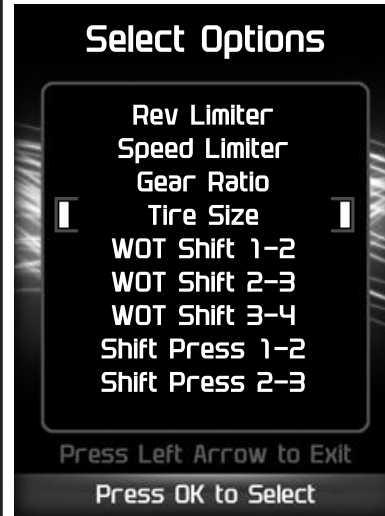 Select Options
Rev Limiter
Speed Limiter
Gear Ratio
Tire Size
WOT Shift 1-2
WOT Shift 2-3
WOT Shift 3-4
Shift Press 1-2
Shift Press 2-3
Press Left Arrow to Exit
Press OK to Select